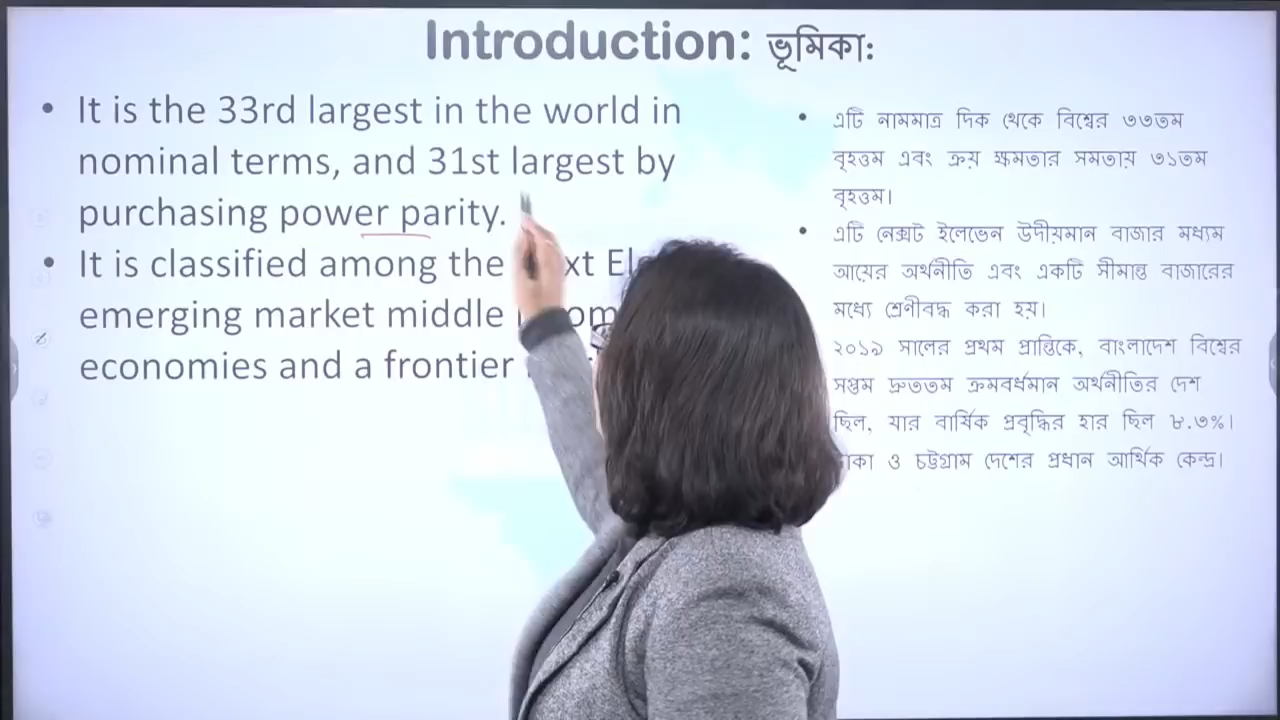 Introduction: ভূমিকা:
It is the 33rd largest in the world in
nominal terms, and 31st largest by
purchasing power parity.
It is classified among the
emerging market middle
economies and a frontier
এটি নামমাত্র দিক থেকে বিশ্বের ৩৩তম
বৃহত্তম এবং ক্রয় ক্ষমতার সমতায় ৩১তম
বৃহত্তম।
এটি নেক্সট ইলেভেন উদীয়মান বাজার মধ্যম
আয়ের অর্থনীতি এবং একটি সীমান্ত বাজারের
মধ্যে শ্রেণীবদ্ধ করা হয়।
২০১৯ সালের প্রথম প্রান্তিকে, বাংলাদেশ বিশ্বের
সপ্তম দ্রুততম ক্রমবর্ধমান অর্থনীতির দেশ
ছিল, যার বার্ষিক প্রবৃদ্ধির হার ছিল ৮.৩%।
ও চট্টগ্রাম দেশের প্রধান আর্থিক কেন্দ্র।